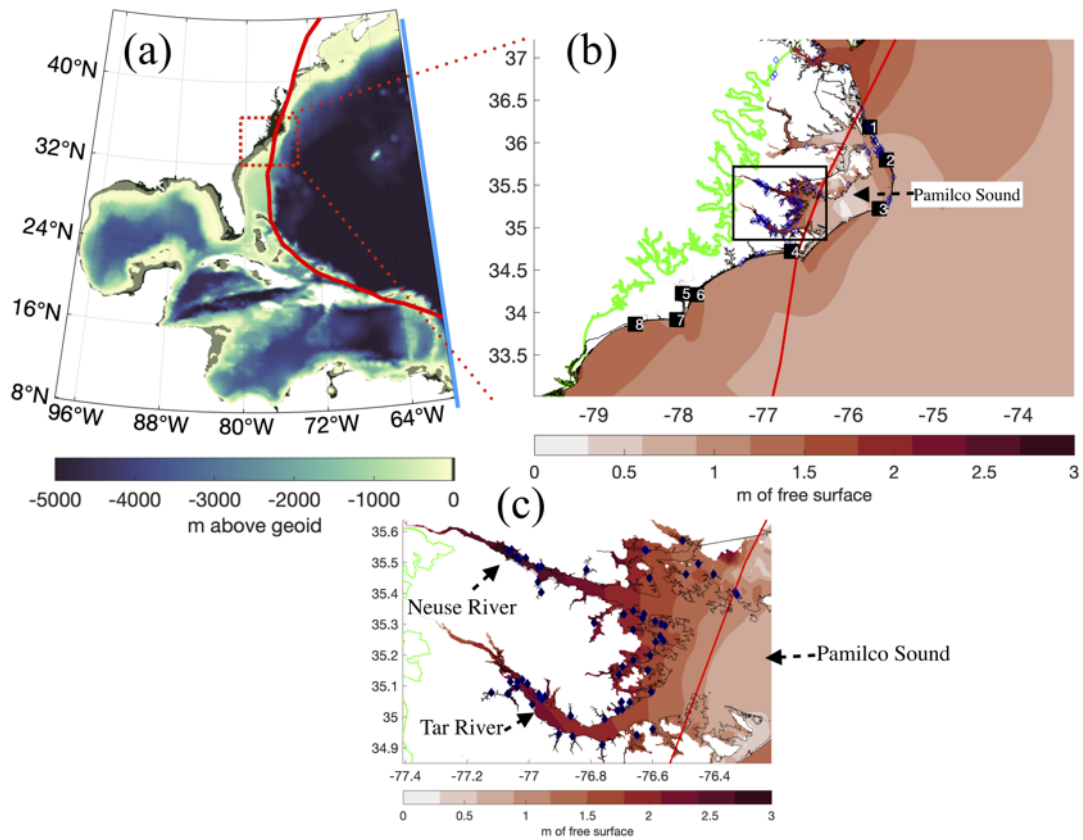 (a)
40°N
32°N
24°N
16°N
8°N
96°W
88°W
80°W
72°W
64°W
-5000
-4000
-3000
-2000
-1000
0
m above geoid
(b)
37
36.5
36
35.5
35
34.5
34
33.5
1
2
Pamilco Sound
3
4
5
6
7
8
-79
-78
-77
-76
-75
-74
0
0.5
1
1.5
2
2.5
3
m of free surface
(c)
35.6
35.5
35.4
35.3
35.2
35.1
35
34.9
Neuse River
Tar River
Pamilco Sound
-77.4
-77.2
-77
-76.8
-76.6
-76.4
0
0.5
1
1.5
2
2.5
3
m of free surface